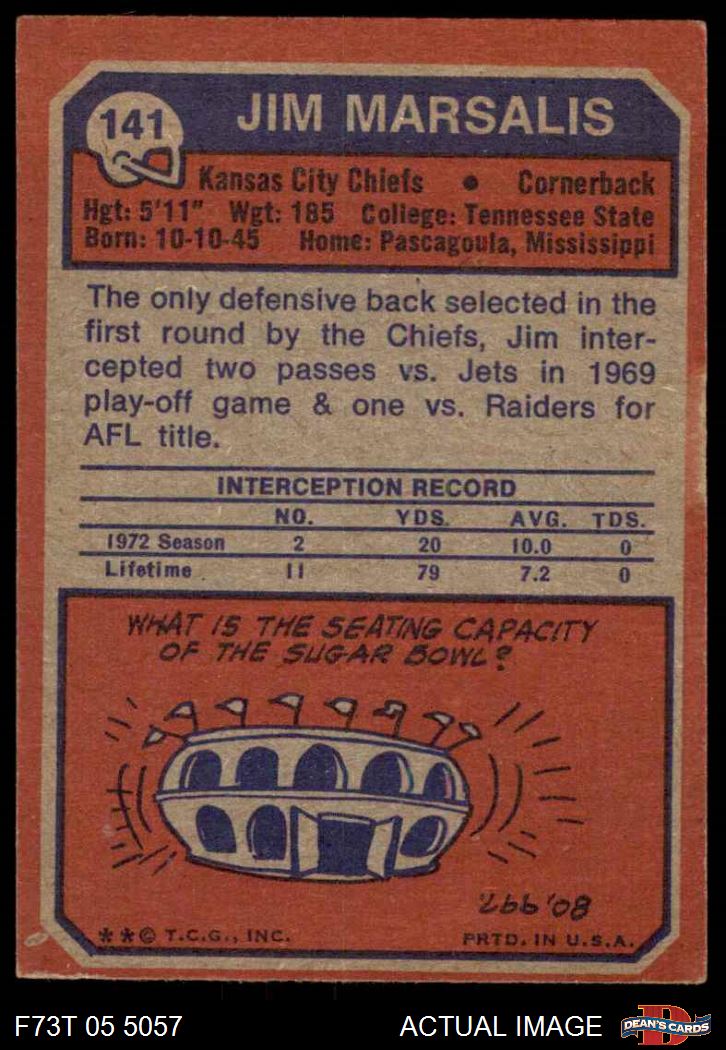 141
JIM MARSALIS
Kansas City Chiefs • Cornerback
Hgt: 5'11" Wgt: 185 College: Tennessee State
Born: 10-10-45 Home: Pascagoula, Mississippi
The only defensive back selected in the
first round by the Chiefs, Jim inter-
cepted two passes vs. Jets in 1969
play-off game & one vs. Raiders for
AFL title.
INTERCEPTION RECORD
NO. YDS. AVG. TDS.
1972 Season 2 20 10.0 0
Lifetime 11 79 7.2 0
WHAT IS THE SEATING CAPACITY
OF THE SUGAR BOWL?
80,997
**© T.C.G., INC. PRTD. IN U.S.A.
F73T 05 5057 ACTUAL IMAGE
D
DEAN'S CARDS